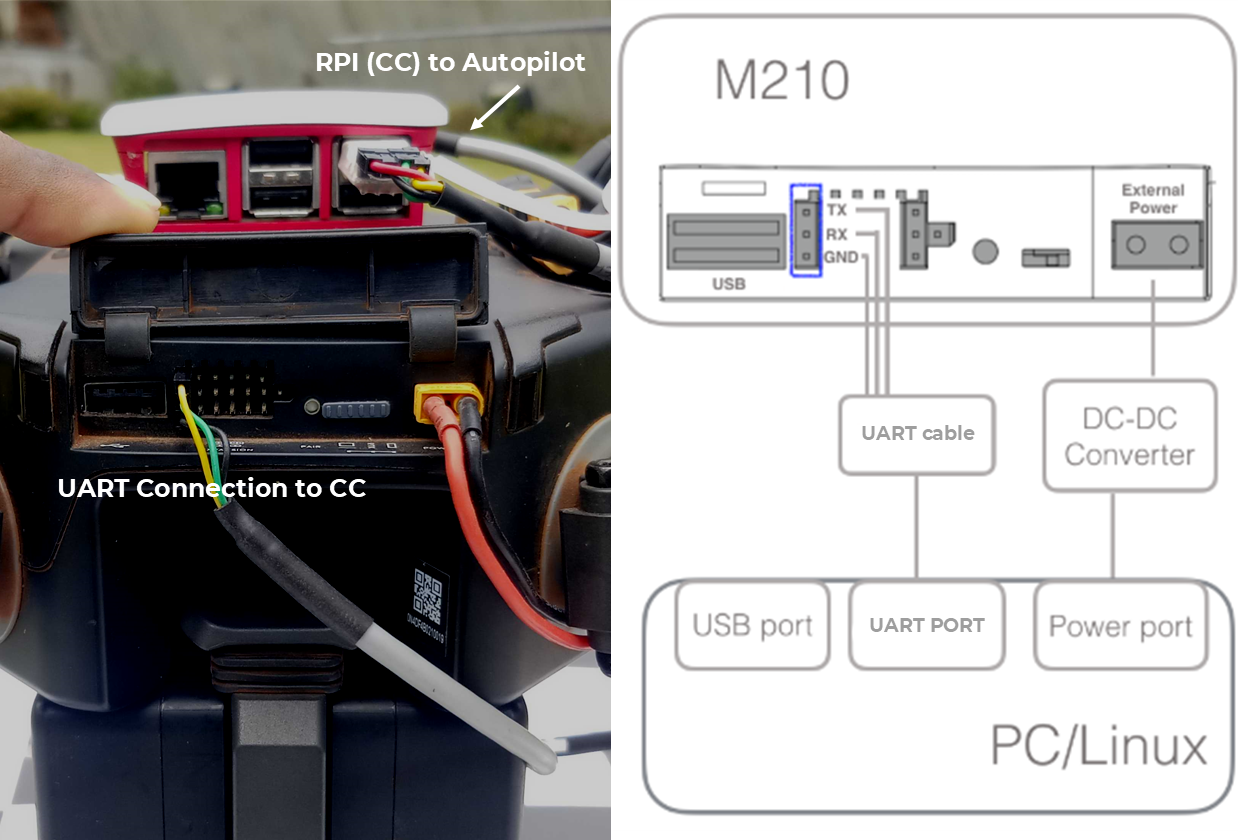 RPI (CC) to Autopilot
PAIR
UART Connection to CC
M210
TX
RX
GND
USB
External
Power
UART cable
DC-DC
Converter
USB port
UART PORT
Power port
PC/Linux